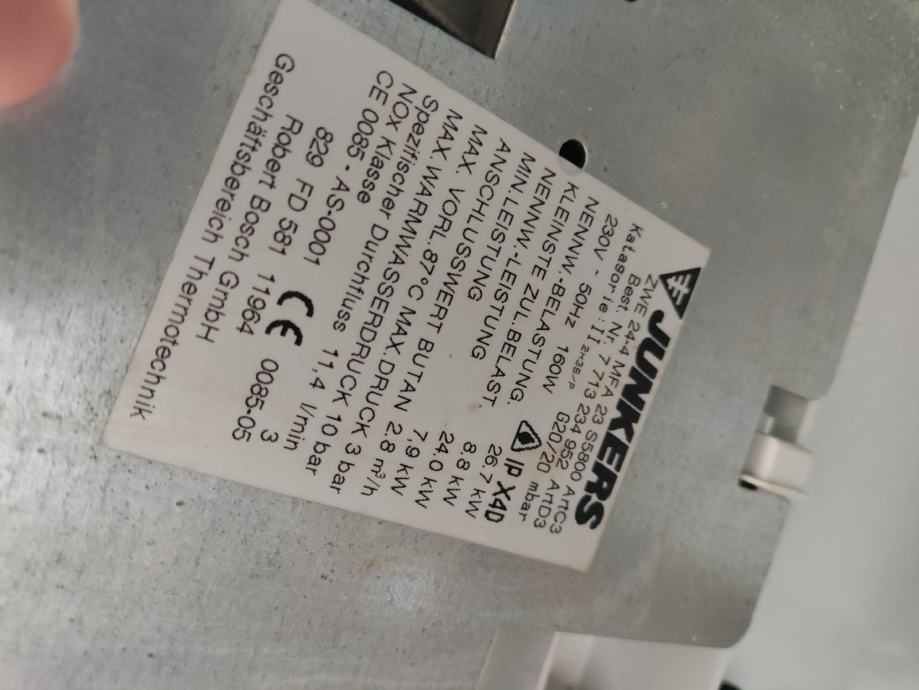 JUNKERS
ZWE 24-4 MFA 23 S5800 ArtC3
Best. Nr. 7 713 234 952 ArtD3
Katagorie: II 2H3B/P G20/20 mbar
230V ~ 50Hz 160W IP X4D
NENNW.-BELASTUNG 26,7 kW
KLEINSTE ZUL.BELAST. 8.8 kW
NENNW.-LEISTUNG. 24.0 kW
MIN.LEISTUNG 7,9 kW
ANSCHLUSSWERT BUTAN 2.8 m³/h
MAX. VORL.87°C MAX.DRUCK 3 bar
MAX.WARMWASSERDRUCK 10 bar
Spezifischer Durchfluss 11,4 l/min
NOX Klasse 3
CE 0085 - AS-0001 CE 0085-05
829 FD 581 11964
Robert Bosch GmbH
Geschäftsbereich Thermotechnik